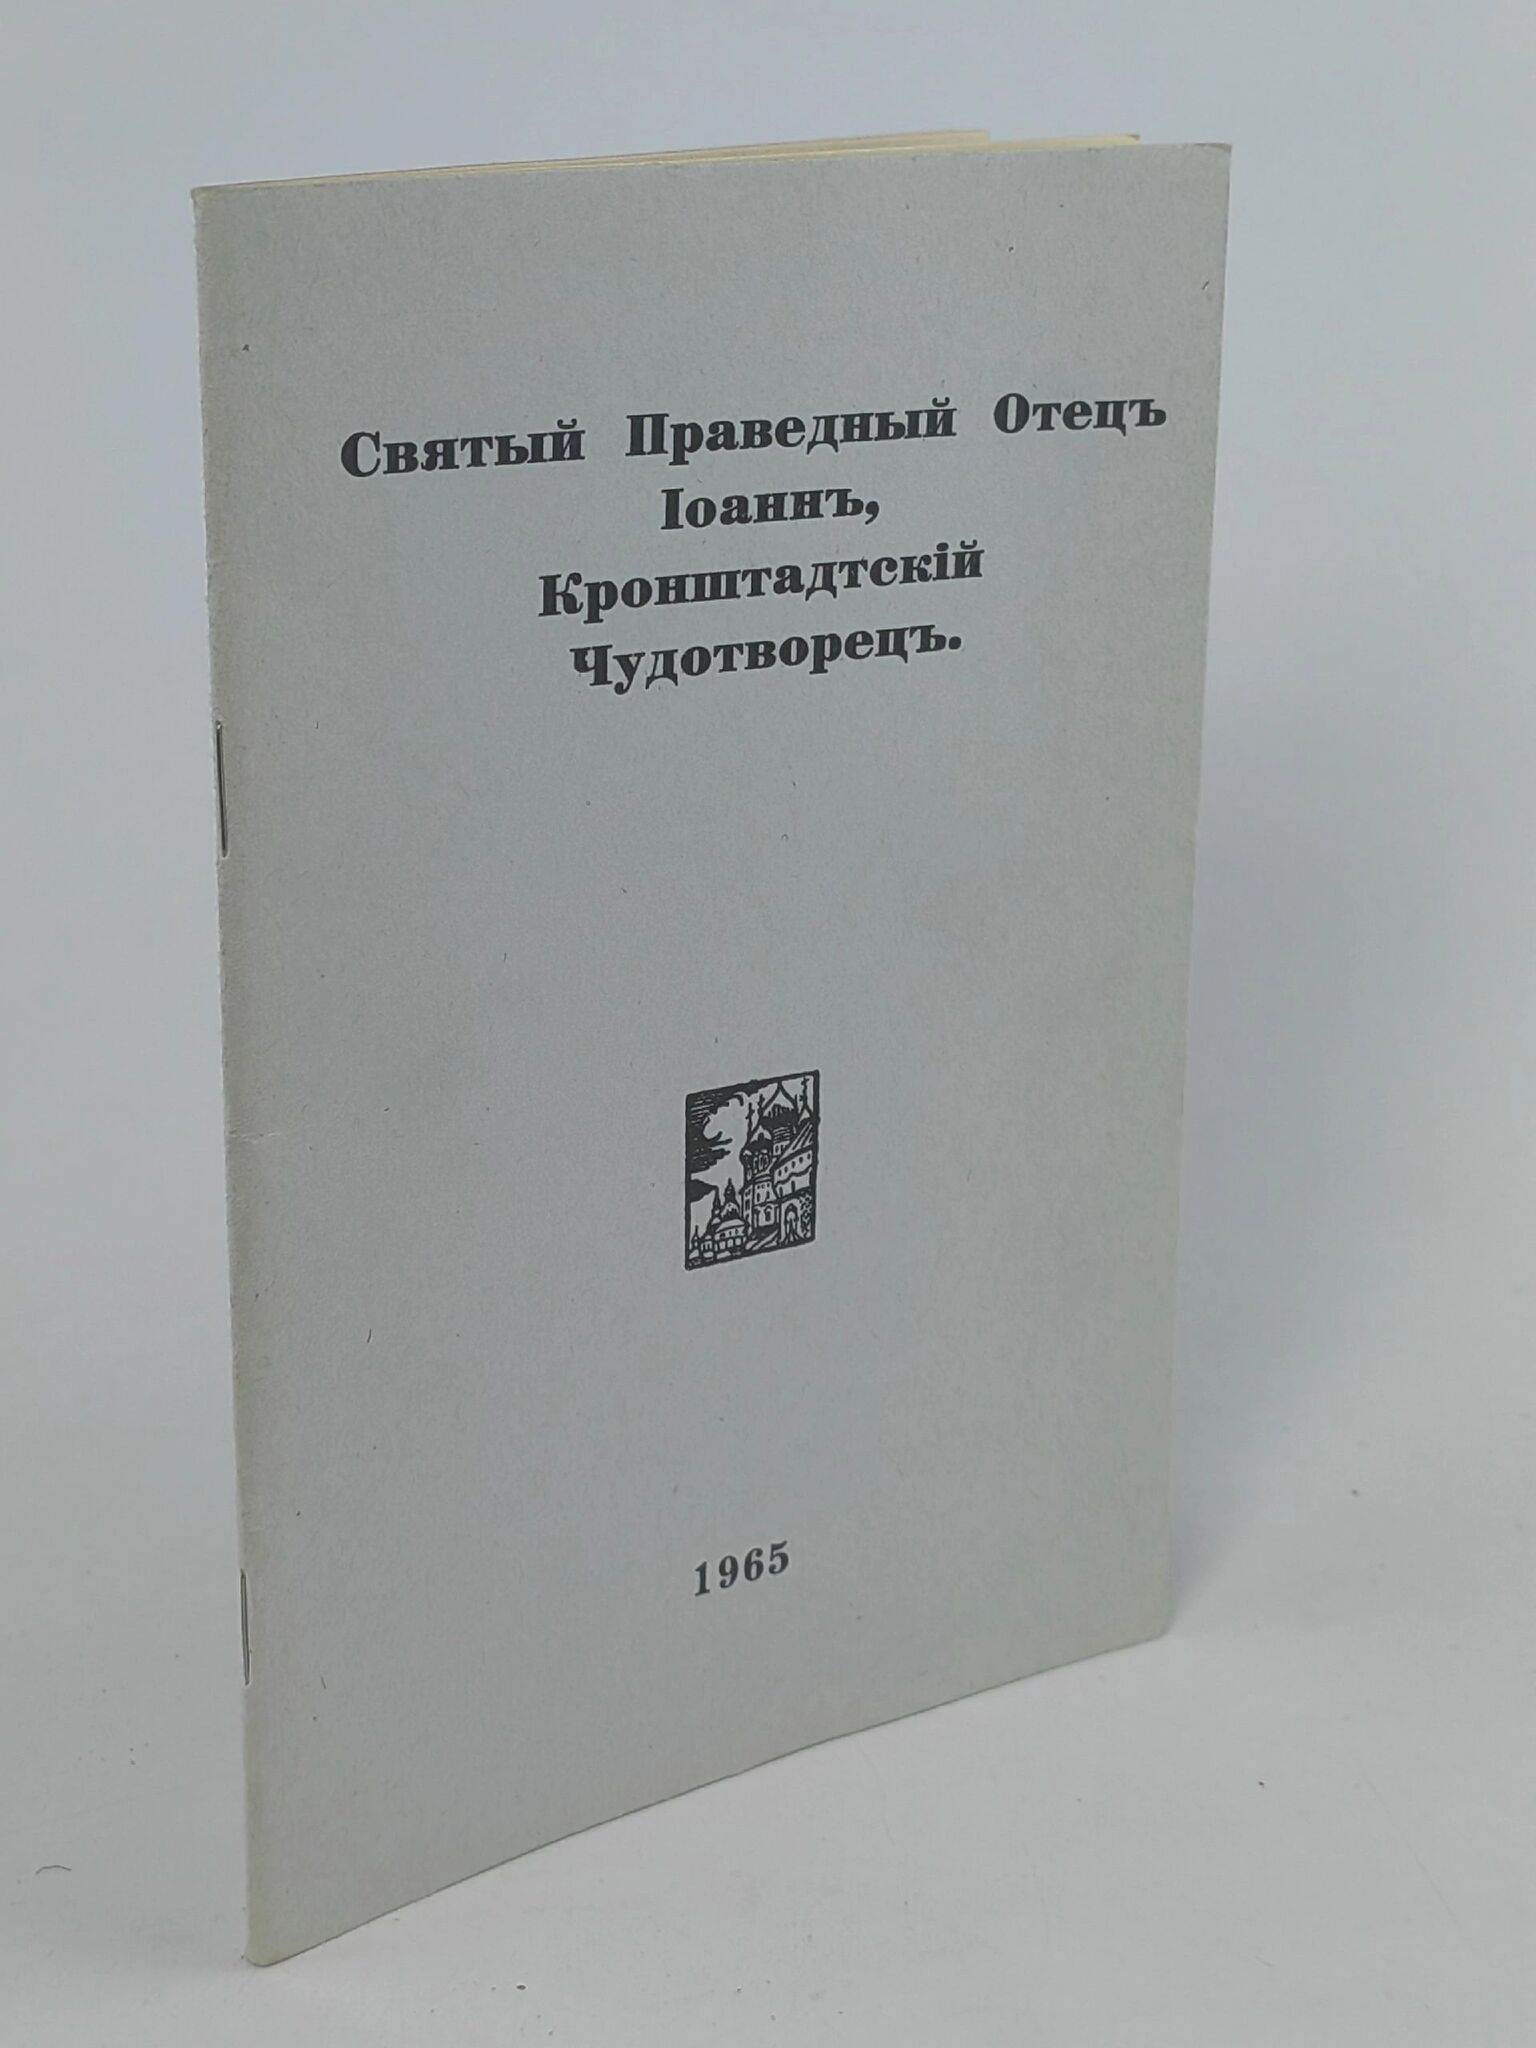 Святый Праведный Отецъ
Іоаннъ,
Кронштадтскій
Чудотворецъ.
1965